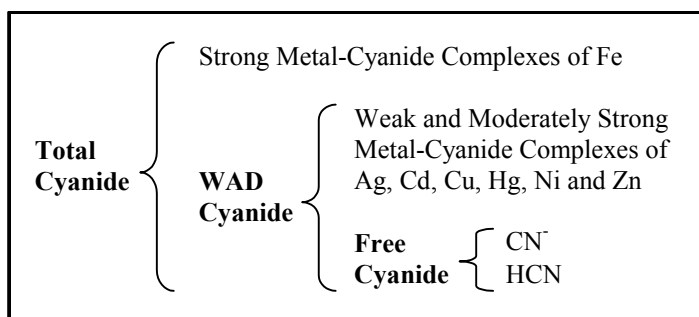 Strong Metal-Cyanide Complexes of Fe
Total
Cyanide
WAD
Cyanide
Weak and Moderately Strong
Metal-Cyanide Complexes of
Ag, Cd, Cu, Hg, Ni and Zn
Free
Cyanide
CN⁻
HCN